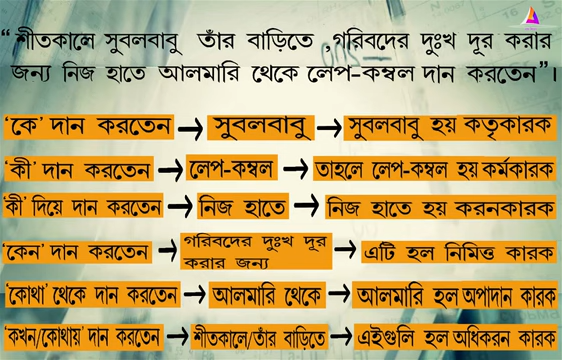 “শীতকালে সুবলবাবু তাঁর বাড়িতে ,গরিবদের দুঃখ দূর করার
জন্য নিজ হাতে আলমারি থেকে লেপ-কম্বল দান করতেন”।
‘কে’ দান করতেন → সুবলবাবু → সুবলবাবু হয় কতৃকারক
‘কী’ দান করতেন → লেপ-কম্বল → তাহলে লেপ-কম্বল হয় কর্মকারক
‘কী’ দিয়ে দান করতেন → নিজ হাতে → নিজ হাতে হয় করনকারক
‘কেন’ দান করতেন → গরিবদের দুঃখ দূর করার জন্য → এটি হল নিমিত্ত কারক
‘কোথা’ থেকে দান করতেন → আলমারি থেকে → আলমারি হল অপাদান কারক
‘কখন/কোথায়’ দান করতেন → শীতকালে/তাঁর বাড়িতে → এইগুলি হল অধিকরন কারক